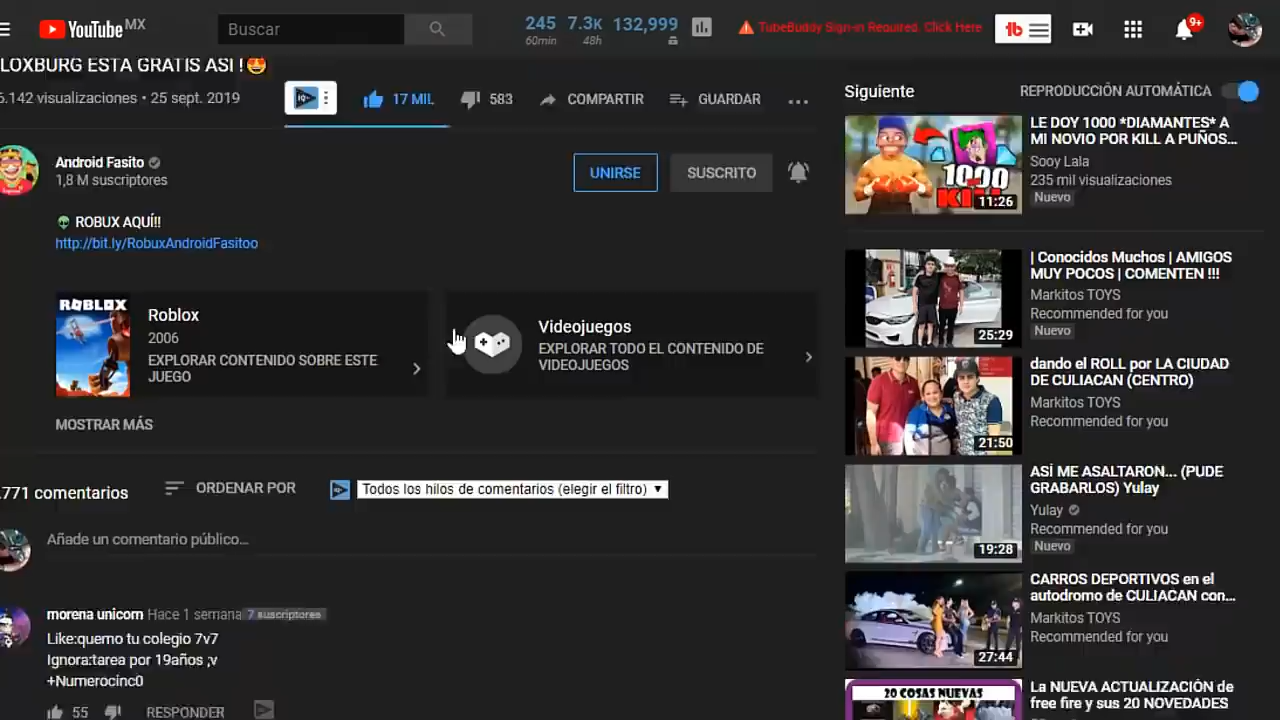 YouTube MX
Buscar
245 7.3K 132,999
60min 48h
TubeBuddy Sign-in Required. Click Here
tb
9+
LOXBURG ESTA GRATIS ASI !
6.142 visualizaciones • 25 sept. 2019
17 MIL
583
COMPARTIR
GUARDAR
Android Fasito
1,8 M suscriptores
UNIRSE
SUSCRITO
ROBUX AQUÍ!!
http://bit.ly/RobuxAndroidFasitoo
ROBLOX
Roblox
2006
EXPLORAR CONTENIDO SOBRE ESTE
JUEGO
Videojuegos
EXPLORAR TODO EL CONTENIDO DE
VIDEOJUEGOS
MOSTRAR MÁS
.771 comentarios
ORDENAR POR
Todos los hilos de comentarios (elegir el filtro)
Añade un comentario público...
morena unicorn Hace 1 semana 7 suscriptores
Like:quemo tu colegio 7v7
Ignora:tarea por 19años ;v
+Numerocinc0
55
RESPONDER
Siguiente
REPRODUCCIÓN AUTOMÁTICA
1000
KILL
11:26
LE DOY 1000 *DIAMANTES* A
MI NOVIO POR KILL A PUÑOS...
Sooy Lala
235 mil visualizaciones
Nuevo
25:29
| Conocidos Muchos | AMIGOS
MUY POCOS | COMENTEN !!!
Markitos TOYS
Recommended for you
Nuevo
21:50
dando el ROLL por LA CIUDAD
DE CULIACAN (CENTRO)
Markitos TOYS
Recommended for you
19:28
ASÍ ME ASALTARON... (PUDE
GRABARLOS) Yulay
Yulay
Recommended for you
Nuevo
27:44
CARROS DEPORTIVOS en el
autodromo de CULIACAN con...
Markitos TOYS
Recommended for you
20 COSAS NUEVAS
La NUEVA ACTUALIZACIÓN de
free fire y sus 20 NOVEDADES